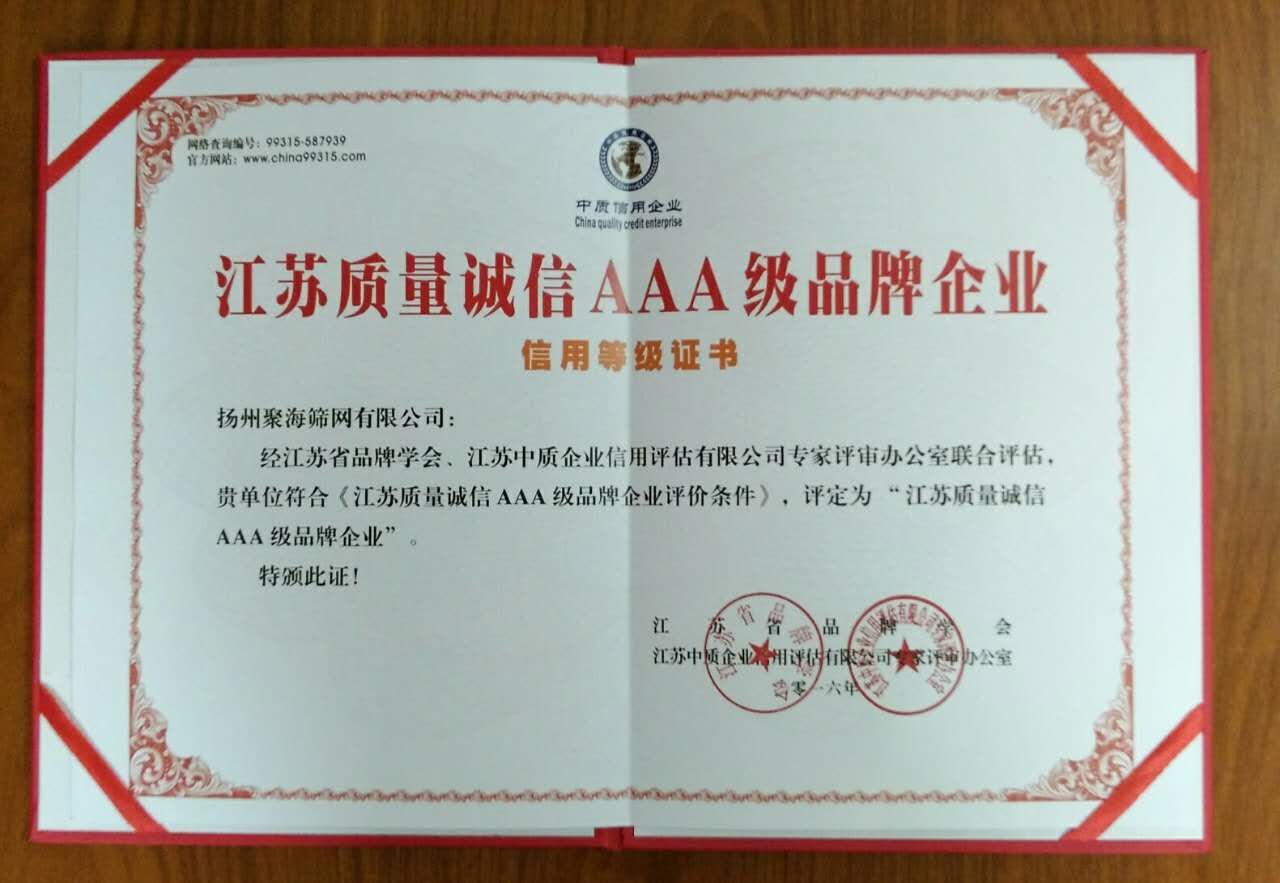 网络查询编号：99315-587939
官方网站：www.china99315.com
中质信用企业
China quality credit enterprise
江苏质量诚信AAA级品牌企业
信用等级证书
扬州聚海筛网有限公司：
经江苏省品牌学会、江苏中质企业信用评估有限公司专家评审办公室联合评估，
贵单位符合《江苏质量诚信AAA级品牌企业评价条件》，评定为“江苏质量诚信
AAA级品牌企业”。
特颁此证！
江苏省品牌学会
江苏中质企业信用评估有限公司专家评审办公室
零一六年
江苏省品牌学会